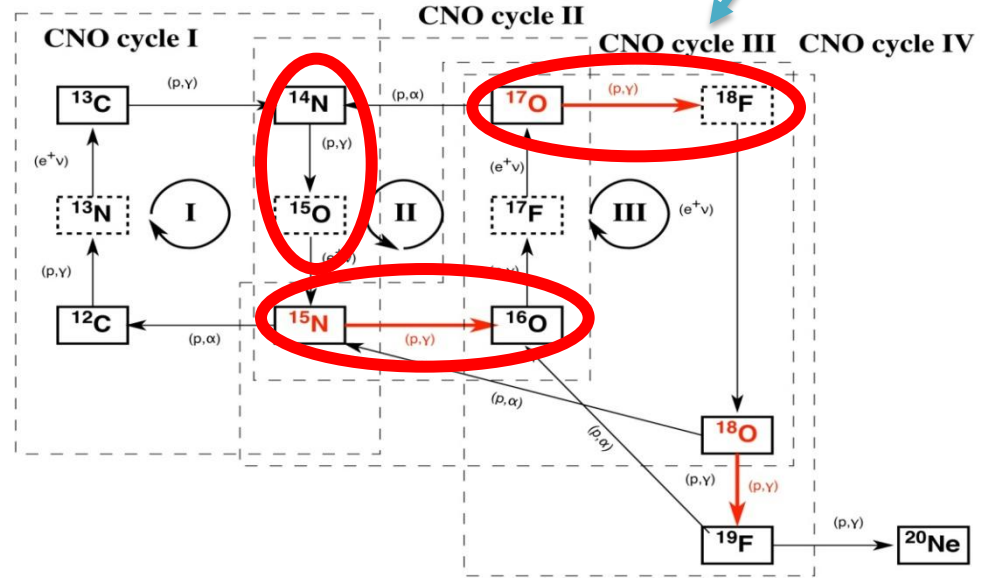 CNO cycle I
CNO cycle II
CNO cycle III
CNO cycle IV
¹³C
(p,γ)
¹⁴N
(p,α)
¹⁷O
(p,γ)
¹⁸F
(e⁺ν)
(p,γ)
(e⁺ν)
¹³N
I
¹⁵O
II
¹⁷F
III
(e⁺ν)
(p,γ)
(e⁺ν)
¹²C
(p,α)
¹⁵N
(p,γ)
¹⁶O
(p,α)
(p,α)
¹⁸O
(p,γ)
(p,γ)
¹⁹F
(p,γ)
²⁰Ne